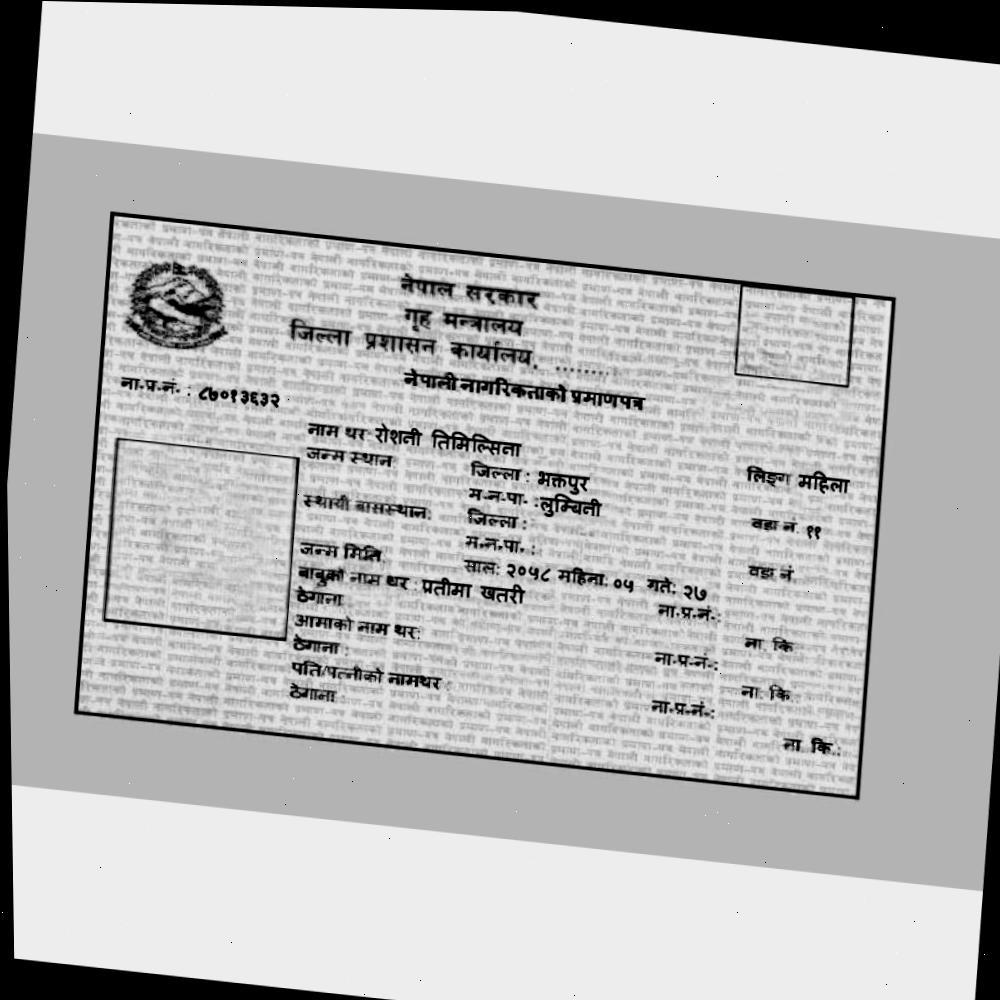 नेपाल सरकार
गृह मन्त्रालय
जिल्ला प्रशासन कार्यालय, ........
नेपाली नागरिकताको प्रमाणपत्र
ना.प्र.नं. : ८७०१३६३२
नाम थर: रोशनी तिमिल्सिना लिङ्ग महिला
जन्म स्थान: जिल्ला : भक्तपुर
म.न.पा. : लुम्बिनी वडा नं. ११
स्थायी बासस्थान: जिल्ला :
म.न.पा. : वडा नं.
जन्म मिति: साल: २०५८ महिना: ०५ गते: २७
बाबुको नाम थर : प्रतीमा खतरी ना.प्र.नं.:
ठेगाना : ना. कि.:
आमाको नाम थर: ना.प्र.नं.:
ठेगाना : ना. कि.:
पति/पत्नीको नामथर : ना.प्र.नं.:
ठेगाना : ना. कि.: